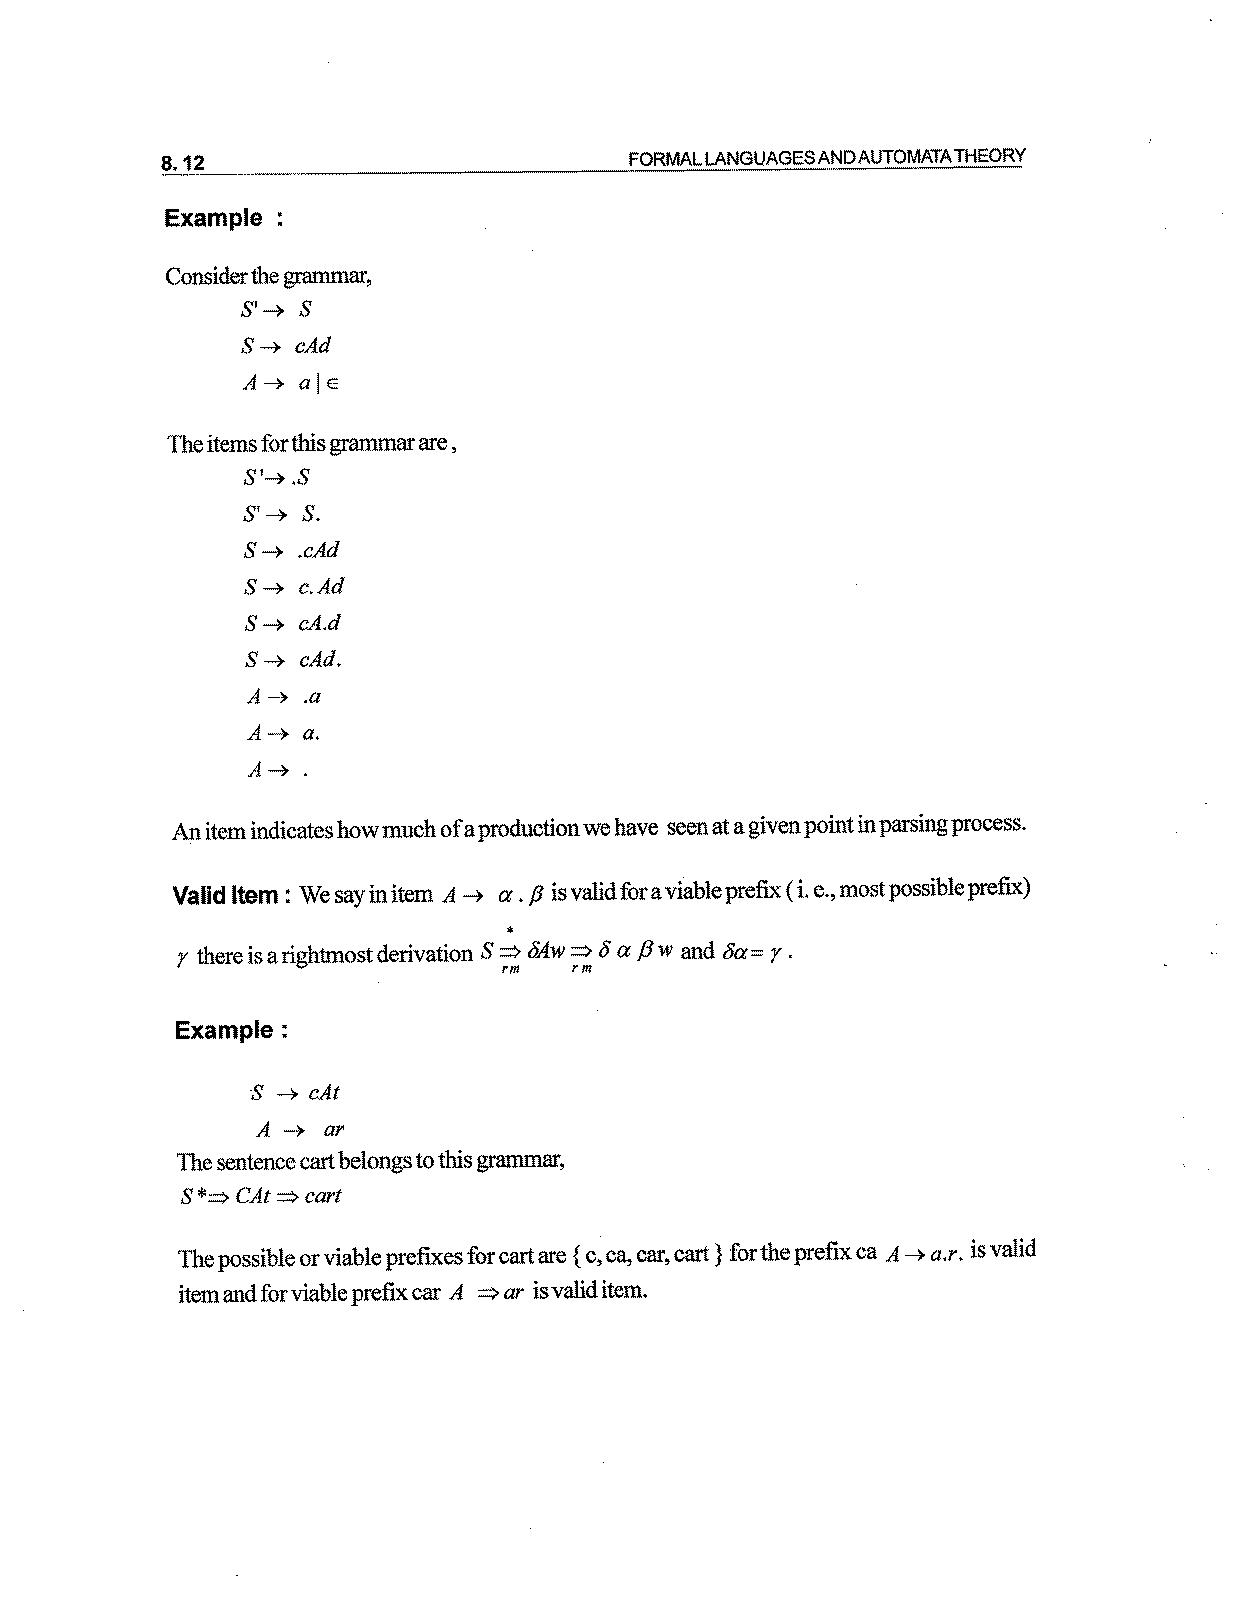 8.12 FORMAL LANGUAGES AND AUTOMATA THEORY
Example :
Consider the grammar,
S' → S
S → cAd
A → a | ∈
The items for this grammar are ,
S' → .S
S' → S.
S → .cAd
S → c.Ad
S → cA.d
S → cAd.
A → .a
A → a.
A → .
An item indicates how much of a production we have seen at a given point in parsing process.
Valid Item : We say in item A → α . β is valid for a viable prefix ( i. e., most possible prefix)
γ there is a rightmost derivation S *⇒rm δAw ⇒rm δ α β w and δα = γ .
Example :
S → cAt
A → ar
The sentence cart belongs to this grammar,
S *⇒ CAt ⇒ cart
The possible or viable prefixes for cart are { c, ca, car, cart } for the prefix ca A → a.r. is valid
item and for viable prefix car A ⇒ ar is valid item.